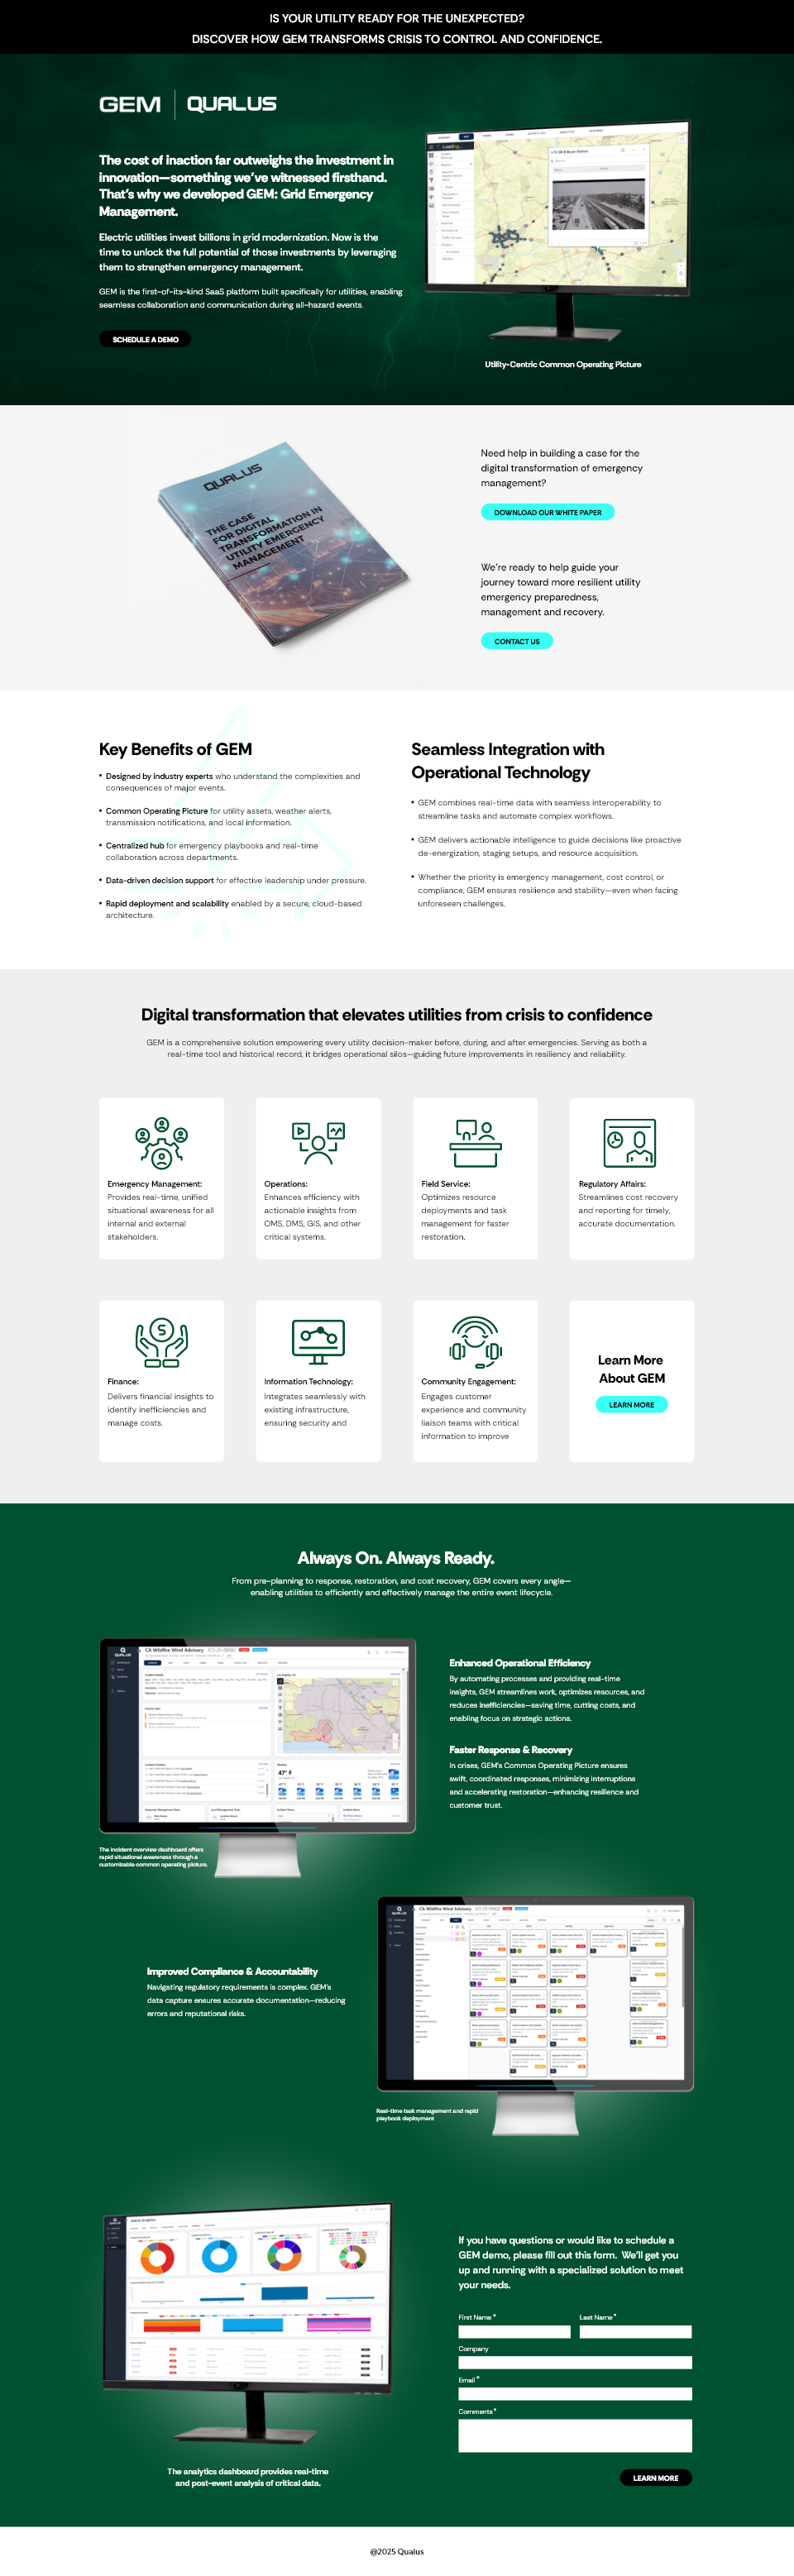 IS YOUR UTILITY READY FOR THE UNEXPECTED?
DISCOVER HOW GEM TRANSFORMS CRISIS TO CONTROL AND CONFIDENCE.
GEM | QUALUS
The cost of inaction far outweighs the investment in
innovation—something we've witnessed firsthand.
That's why we developed GEM: Grid Emergency
Management.
Electric utilities invest billions in grid modernization. Now is the
time to unlock the full potential of those investments by leveraging
them to strengthen emergency management.
GEM is the first-of-its-kind SaaS platform built specifically for utilities, enabling
seamless collaboration and communication during all-hazard events.
SCHEDULE A DEMO
Utility-Centric Common Operating Picture
QUALUS
THE CASE
FOR DIGITAL
TRANSFORMATION IN
UTILITY EMERGENCY
MANAGEMENT
Need help in building a case for the
digital transformation of emergency
management?
DOWNLOAD OUR WHITE PAPER
We're ready to help guide your
journey toward more resilient utility
emergency preparedness,
management and recovery.
CONTACT US
Key Benefits of GEM
• Designed by industry experts who understand the complexities and
consequences of major events.
• Common Operating Picture for utility assets, weather alerts,
transmission notifications, and local information.
• Centralized hub for emergency playbooks and real-time
collaboration across departments.
• Data-driven decision support for effective leadership under pressure.
• Rapid deployment and scalability enabled by a secure, cloud-based
architecture.
Seamless Integration with
Operational Technology
• GEM combines real-time data with seamless interoperability to
streamline tasks and automate complex workflows.
• GEM delivers actionable intelligence to guide decisions like proactive
de-energization, staging setups, and resource acquisition.
• Whether the priority is emergency management, cost control, or
compliance, GEM ensures resilience and stability—even when facing
unforeseen challenges.
Digital transformation that elevates utilities from crisis to confidence
GEM is a comprehensive solution empowering every utility decision-maker before, during, and after emergencies. Serving as both a
real-time tool and historical record, it bridges operational silos—guiding future improvements in resiliency and reliability.
Emergency Management:
Provides real-time, unified
situational awareness for all
internal and external
stakeholders.
Operations:
Enhances efficiency with
actionable insights from
OMS, DMS, GIS, and other
critical systems.
Field Service:
Optimizes resource
deployments and task
management for faster
restoration.
Regulatory Affairs:
Streamlines cost recovery
and reporting for timely,
accurate documentation.
Finance:
Delivers financial insights to
identify inefficiencies and
manage costs.
Information Technology:
Integrates seamlessly with
existing infrastructure,
ensuring security and
Community Engagement:
Engages customer
experience and community
liaison teams with critical
information to improve
Learn More
About GEM
LEARN MORE
Always On. Always Ready.
From pre-planning to response, restoration, and cost recovery, GEM covers every angle—
enabling utilities to efficiently and effectively manage the entire event lifecycle.
QUALUS
CA Wildfire Wind Advisory
The incident overview dashboard offers
rapid situational awareness through a
customizable common operating picture.
Enhanced Operational Efficiency
By automating processes and providing real-time
insights, GEM streamlines work, optimizes resources, and
reduces inefficiencies—saving time, cutting costs, and
enabling focus on strategic actions.
Faster Response & Recovery
In crises, GEM's Common Operating Picture ensures
swift, coordinated responses, minimizing interruptions
and accelerating restoration—enhancing resilience and
customer trust.
Improved Compliance & Accountability
Navigating regulatory requirements is complex. GEM's
data capture ensures accurate documentation—reducing
errors and reputational risks.
QUALUS
CA Wildfire Wind Advisory
Real-time task management and rapid
playbook deployment
QUALUS
The analytics dashboard provides real-time
and post-event analysis of critical data.
If you have questions or would like to schedule a
GEM demo, please fill out this form. We'll get you
up and running with a specialized solution to meet
your needs.
First Name*
Last Name*
Company
Email*
Comments*
LEARN MORE
@2025 Qualus